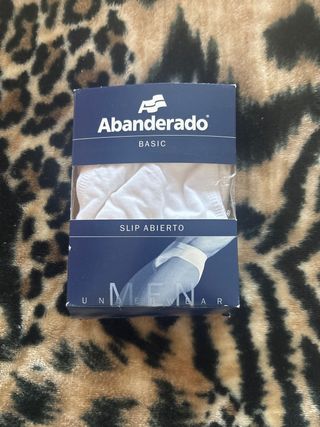 Abanderado®
BASIC
SLIP ABIERTO
MEN
UNDERWEAR